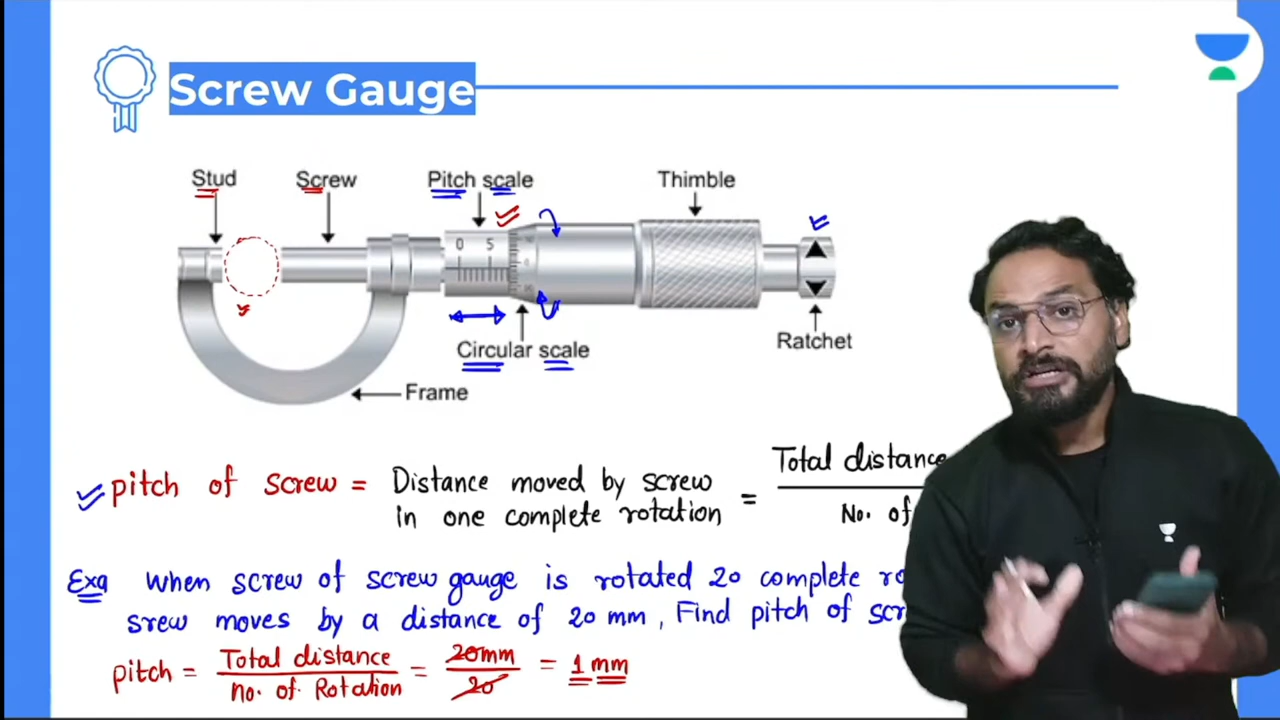 Screw Gauge
Stud Screw Pitch scale Thimble
0 5
0
Ratchet
Circular scale
Frame
pitch of screw = Distance moved by screw in one complete rotation = Total distance / No. of
Exa When screw of screw gauge is rotated 20 complete
srew moves by a distance of 20 mm, Find pitch of
pitch = Total distance / No. of Rotation = 20mm / 20 = 1 mm